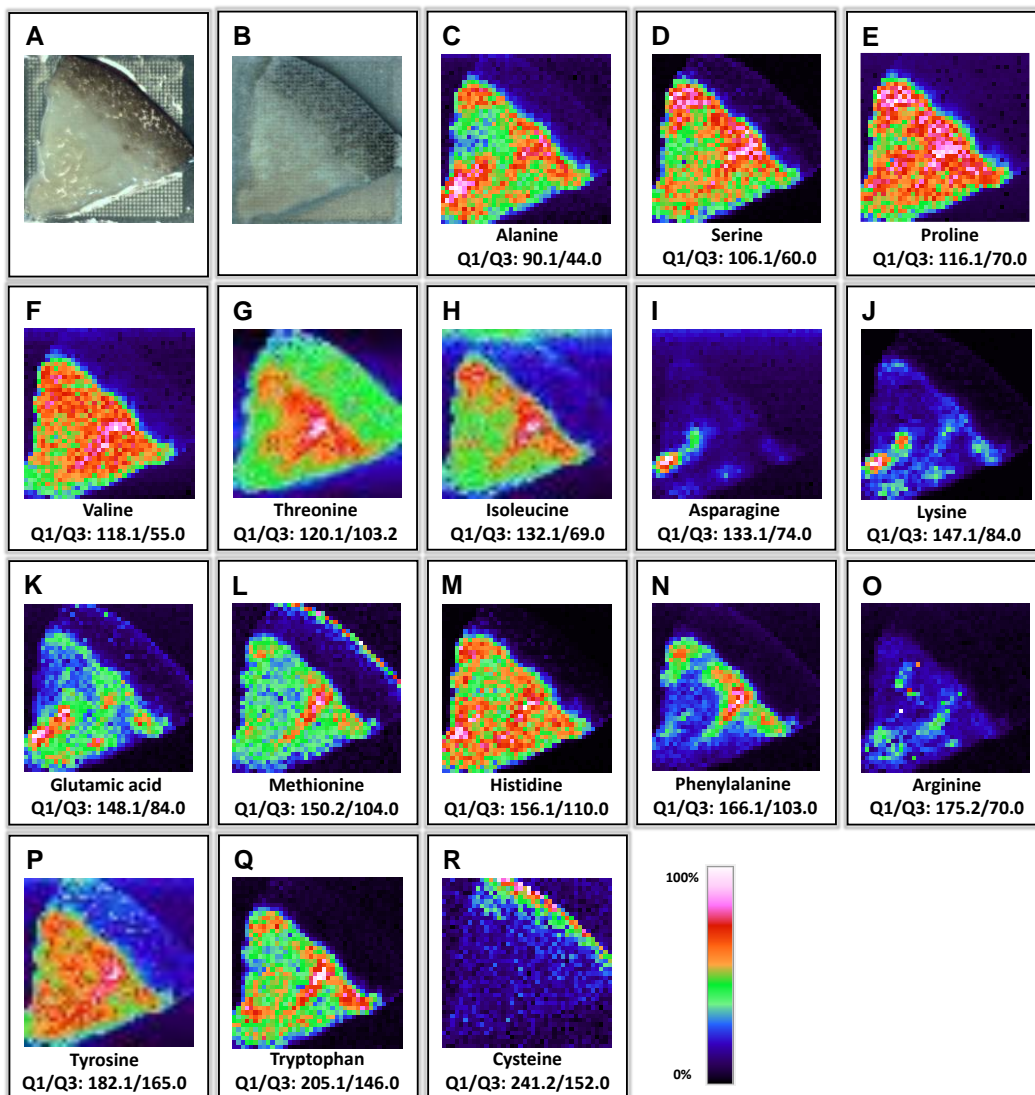 A
B
C
D
E
Alanine
Q1/Q3: 90.1/44.0
Serine
Q1/Q3: 106.1/60.0
Proline
Q1/Q3: 116.1/70.0
F
G
H
I
J
Valine
Q1/Q3: 118.1/55.0
Threonine
Q1/Q3: 120.1/103.2
Isoleucine
Q1/Q3: 132.1/69.0
Asparagine
Q1/Q3: 133.1/74.0
Lysine
Q1/Q3: 147.1/84.0
K
L
M
N
O
Glutamic acid
Q1/Q3: 148.1/84.0
Methionine
Q1/Q3: 150.2/104.0
Histidine
Q1/Q3: 156.1/110.0
Phenylalanine
Q1/Q3: 166.1/103.0
Arginine
Q1/Q3: 175.2/70.0
P
Q
R
Tyrosine
Q1/Q3: 182.1/165.0
Tryptophan
Q1/Q3: 205.1/146.0
Cysteine
Q1/Q3: 241.2/152.0
100%
0%